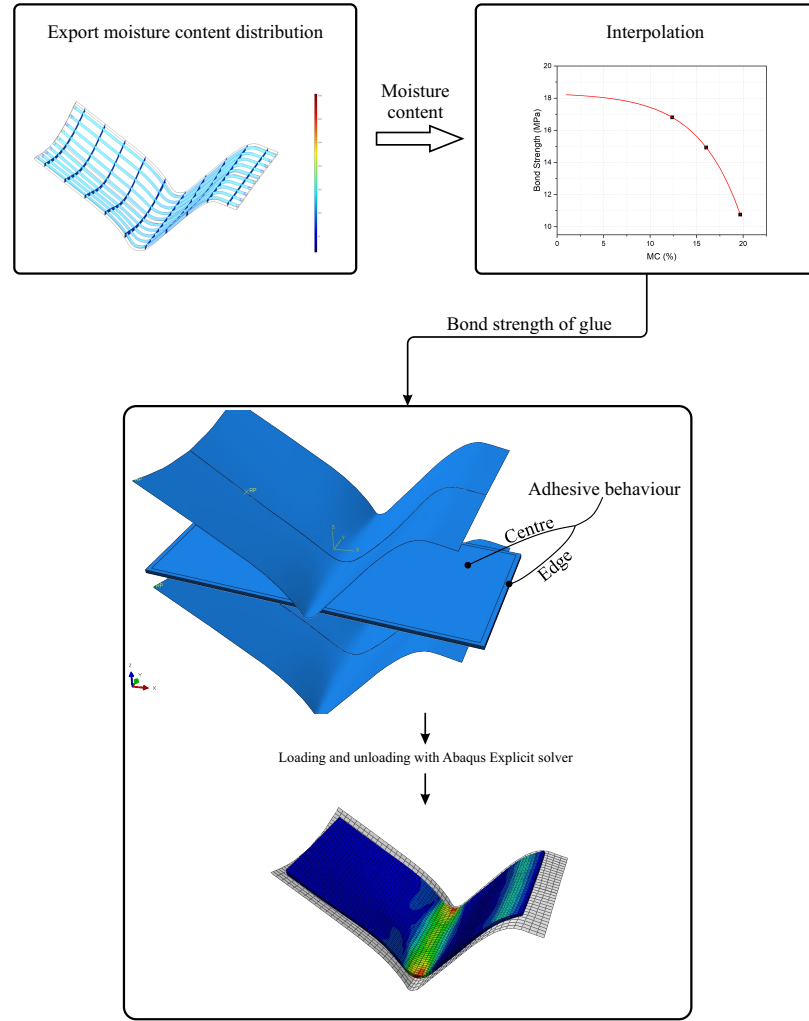 Export moisture content distribution
Moisture
content
Interpolation
Bond Strength (MPa)
20
18
16
14
12
10
0
5
10
15
20
MC (%)
Bond strength of glue
Adhesive behaviour
Centre
Edge
RP
Z
Y
X
Loading and unloading with Abaqus Explicit solver